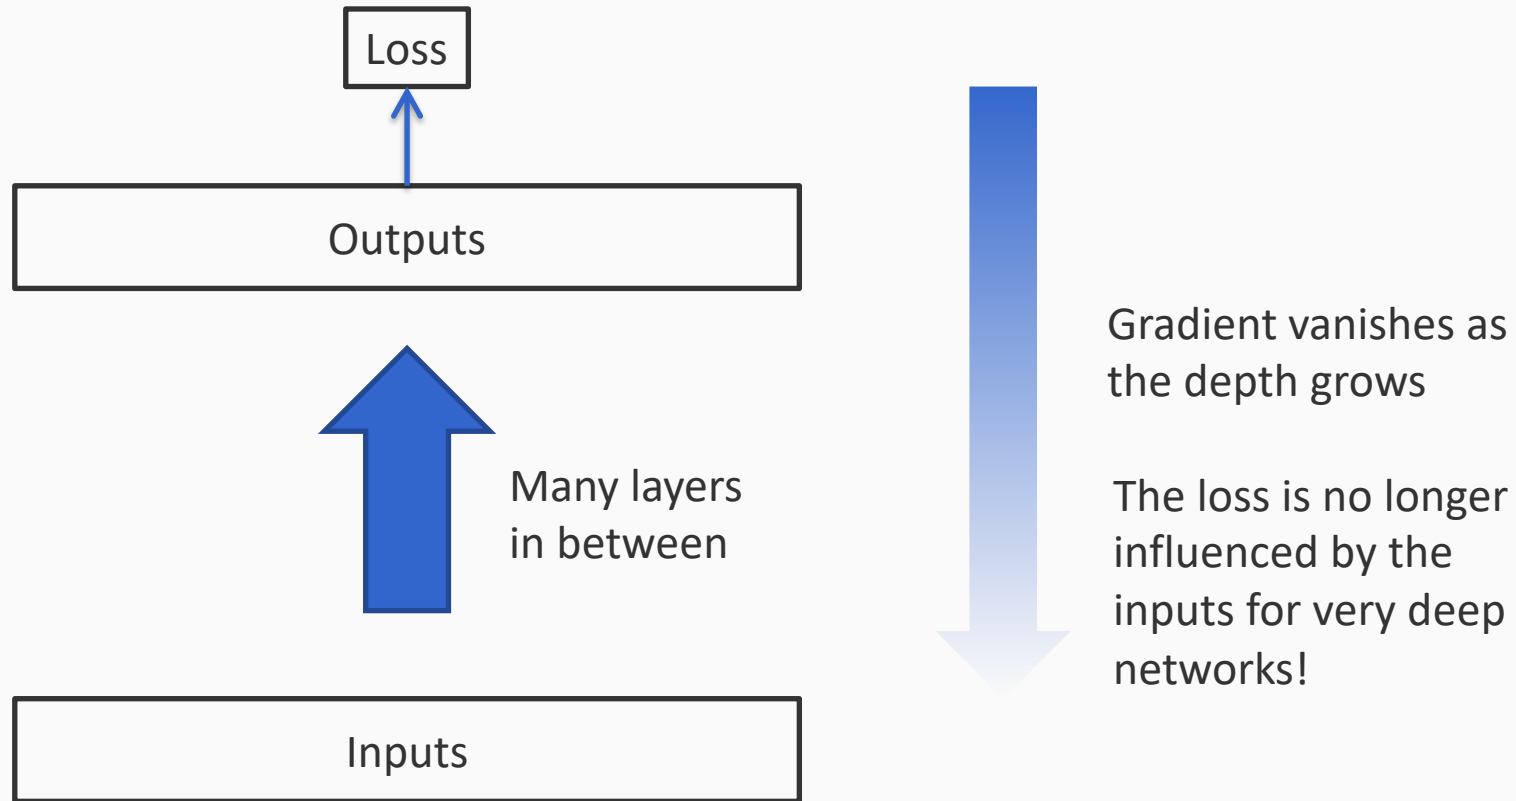 Loss
Outputs
Many layers
in between
Inputs
Gradient vanishes as
the depth grows
The loss is no longer
influenced by the
inputs for very deep
networks!